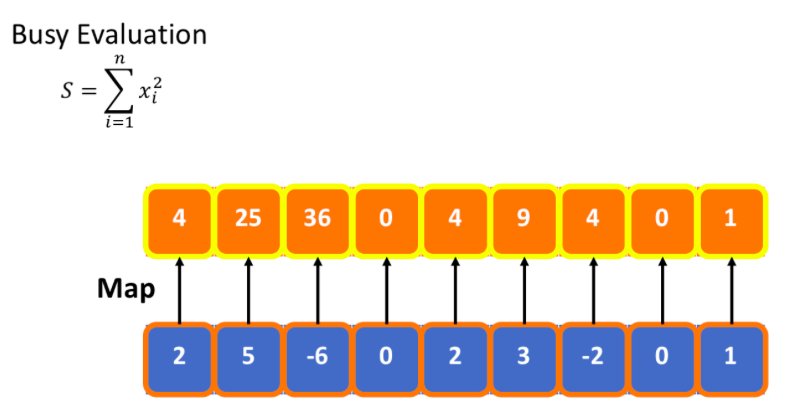 Busy Evaluation
n
S = ∑ x_i^2
i=1
4 25 36 0 4 9 4 0 1
Map
2 5 -6 0 2 3 -2 0 1